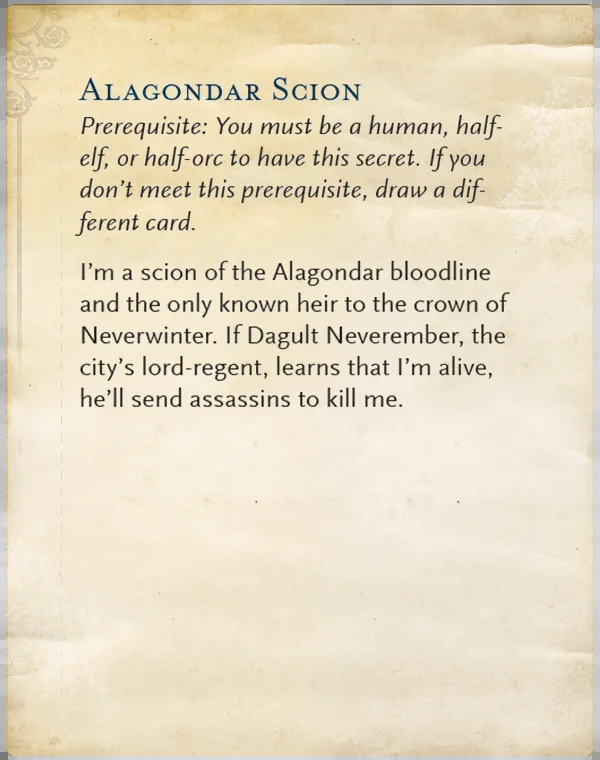 Alagondar Scion
Prerequisite: You must be a human, half-
elf, or half-orc to have this secret. If you
don't meet this prerequisite, draw a dif-
ferent card.
I'm a scion of the Alagondar bloodline
and the only known heir to the crown of
Neverwinter. If Dagult Neverember, the
city's lord-regent, learns that I'm alive,
he'll send assassins to kill me.